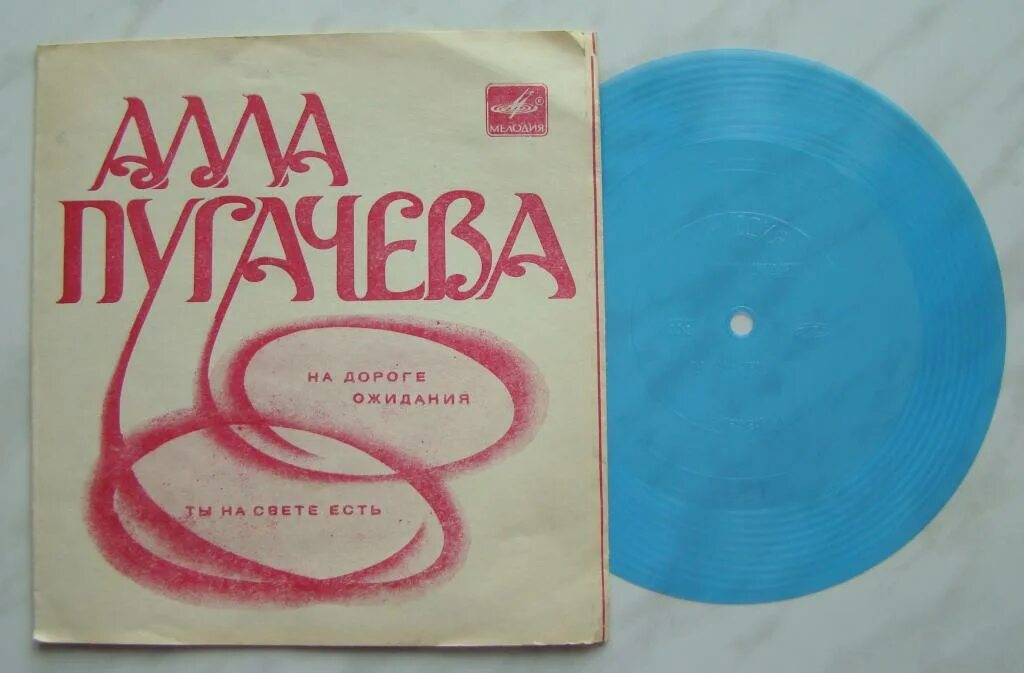 АЛЛА
ПУГАЧЕВА
МЕЛОДИЯ
НА ДОРОГЕ
ОЖИДАНИЯ
ТЫ НА СВЕТЕ ЕСТЬ